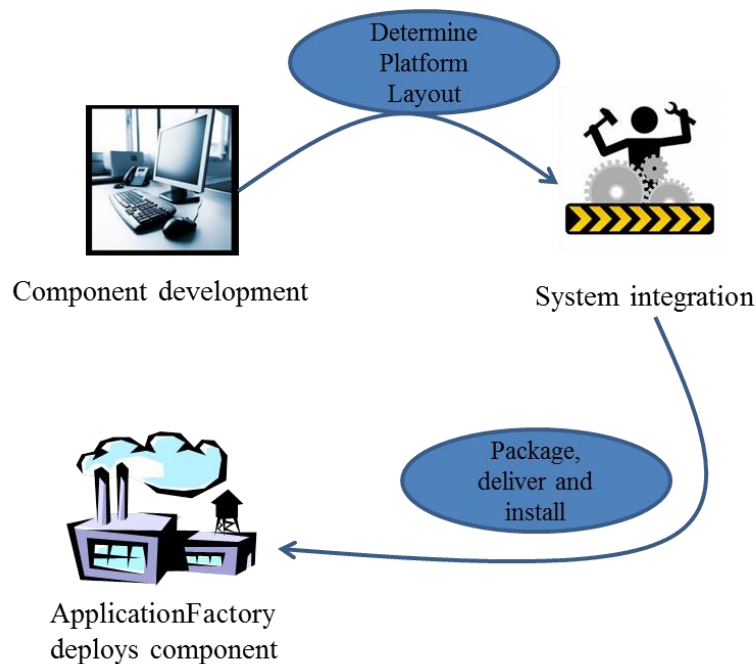 Determine
Platform
Layout
Component development
System integration
Package,
deliver and
install
ApplicationFactory
deploys component